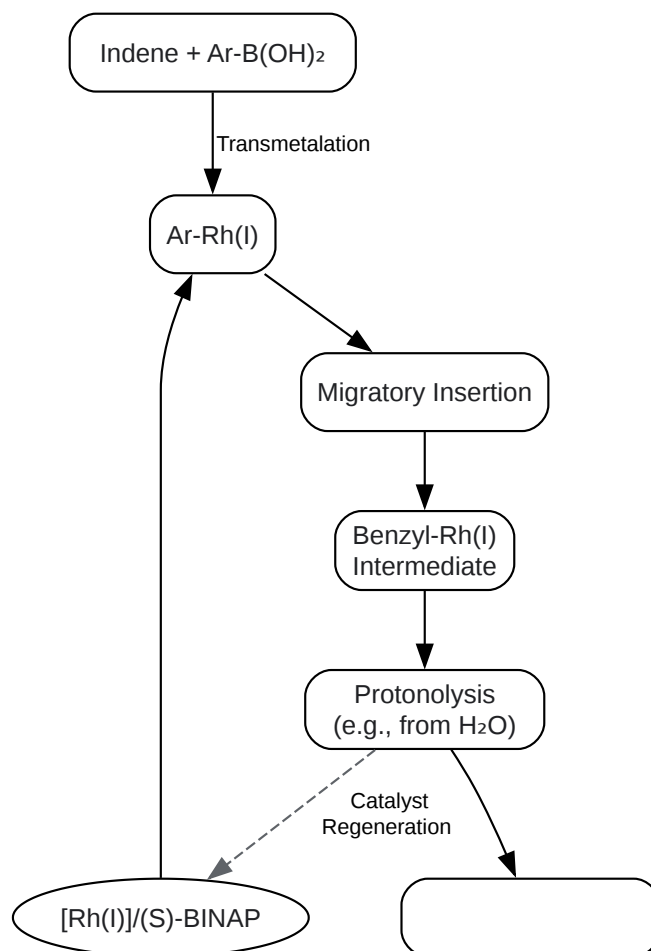 Indene + Ar-B(OH)₂
Transmetalation
Ar-Rh(I)
Migratory Insertion
Benzyl-Rh(I)
Intermediate
Protonolysis
(e.g., from H₂O)
Catalyst
Regeneration
[Rh(I)]/(S)-BINAP